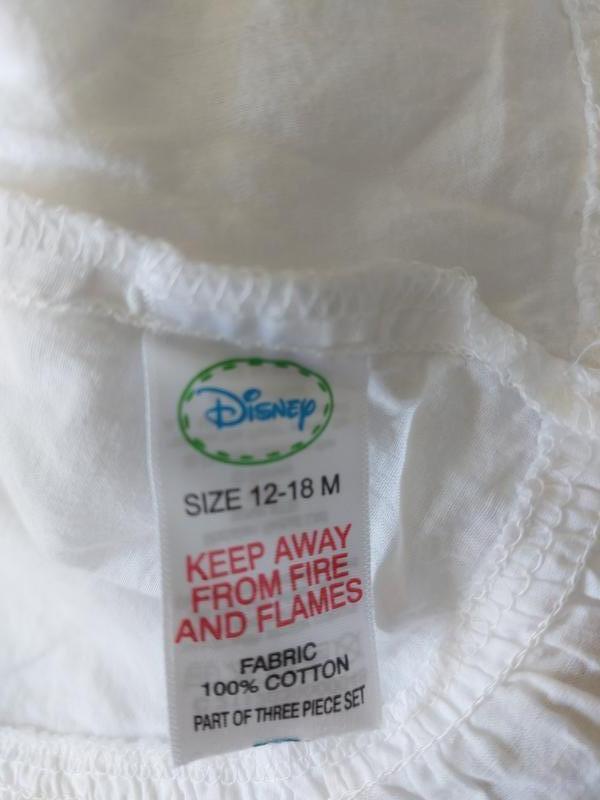 Disney
SIZE 12-18 M
KEEP AWAY
FROM FIRE
AND FLAMES
FABRIC
100% COTTON
PART OF THREE PIECE SET